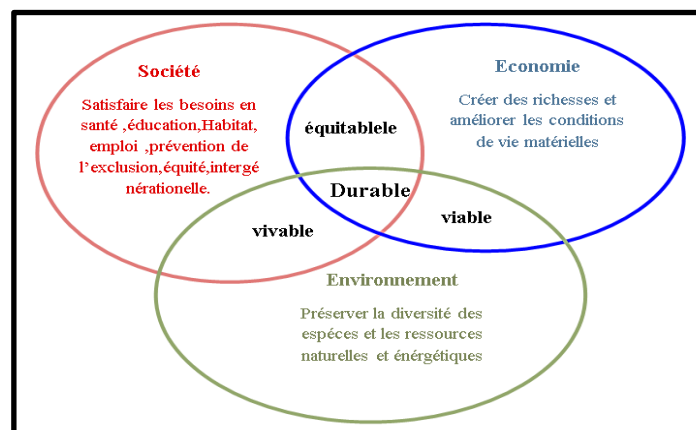 Société
Satisfaire les besoins en
santé ,éducation,Habitat,
emploi ,prévention de
l’exclusion,équité,intergé
nérationelle.
Economie
Créer des richesses et
améliorer les conditions
de vie matérielles
équitablele
Durable
vivable
viable
Environnement
Préserver la diversité des
espéces et les ressources
naturelles et énérgétiques